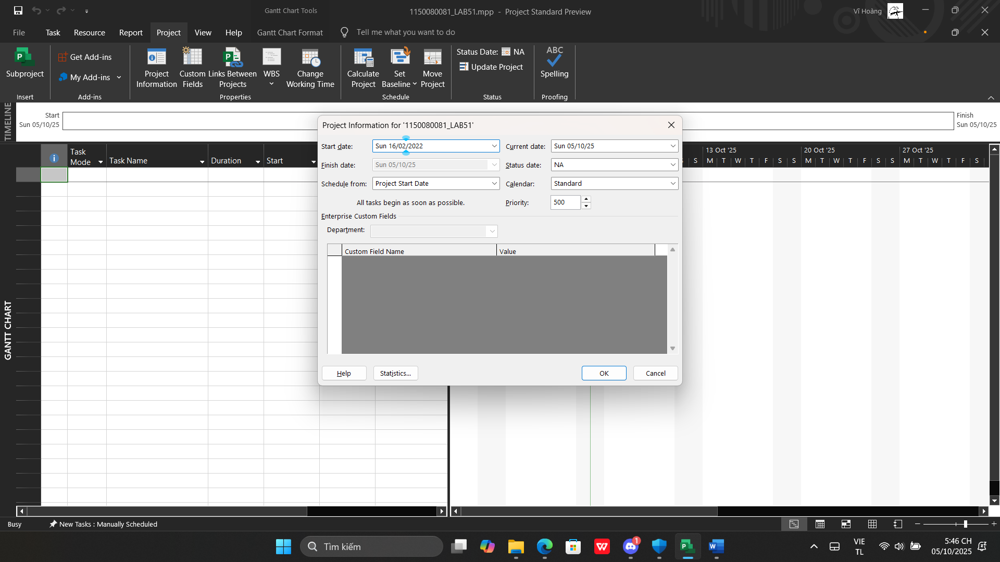 Gantt Chart Tools
1150080081_LAB51.mpp - Project Standard Preview
Vĩ Hoàng
File Task Resource Report Project View Help Gantt Chart Format Tell me what you want to do
Subproject
Insert
Get Add-ins
My Add-ins
Add-ins
Project Information
Custom Fields
Links Between Projects
WBS
Change Working Time
Properties
Calculate Project
Set Baseline
Move Project
Schedule
Status Date: NA
Update Project
Status
ABC
Spelling
Proofing
TIMELINE
Start
Sun 05/10/25
Finish
Sun 05/10/25
Project Information for '1150080081_LAB51'
Start date: Sun 16/02/2022 Current date: Sun 05/10/25
Finish date: Sun 05/10/25 Status date: NA
Schedule from: Project Start Date Calendar: Standard
All tasks begin as soon as possible. Priority: 500
Enterprise Custom Fields
Department:
Custom Field Name Value
Help Statistics... OK Cancel
Task Mode Task Name Duration Start
13 Oct '25 20 Oct '25 27 Oct '25
S M T W T F S S M T W T F S S M T W T F S
GANTT CHART
Busy New Tasks : Manually Scheduled
Tìm kiếm
1
VIE
TL
5:46 CH
05/10/2025